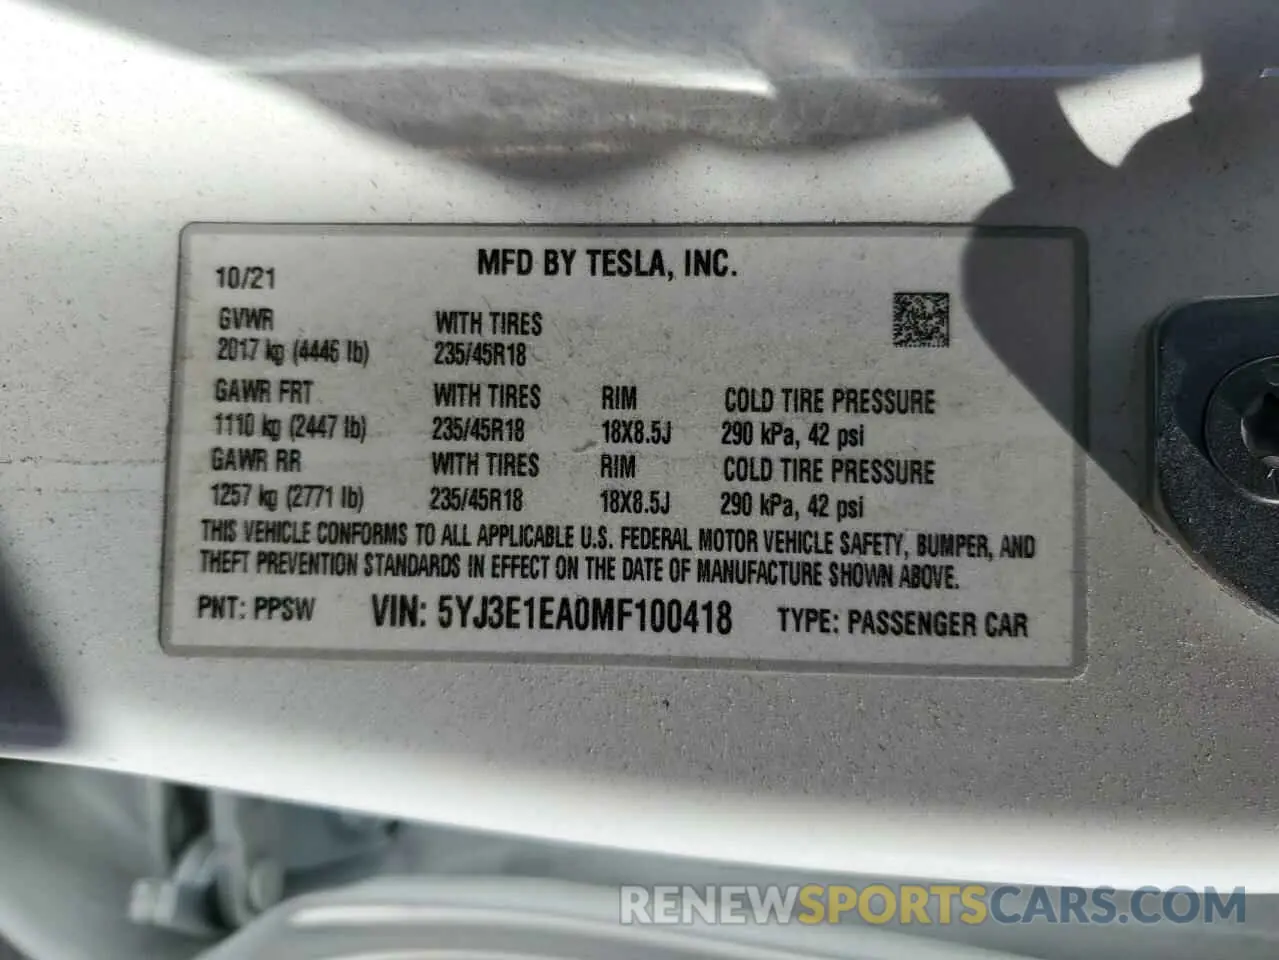 MFD BY TESLA, INC.
10/21
GVWR WITH TIRES
2017 kg (4446 lb) 235/45R18
GAWR FRT WITH TIRES RIM COLD TIRE PRESSURE
1110 kg (2447 lb) 235/45R18 18X8.5J 290 kPa, 42 psi
GAWR RR WITH TIRES RIM COLD TIRE PRESSURE
1257 kg (2771 lb) 235/45R18 18X8.5J 290 kPa, 42 psi
THIS VEHICLE CONFORMS TO ALL APPLICABLE U.S. FEDERAL MOTOR VEHICLE SAFETY, BUMPER, AND
THEFT PREVENTION STANDARDS IN EFFECT ON THE DATE OF MANUFACTURE SHOWN ABOVE.
PNT: PPSW VIN: 5YJ3E1EA0MF100418 TYPE: PASSENGER CAR
RENEWSPORTSCARS.COM